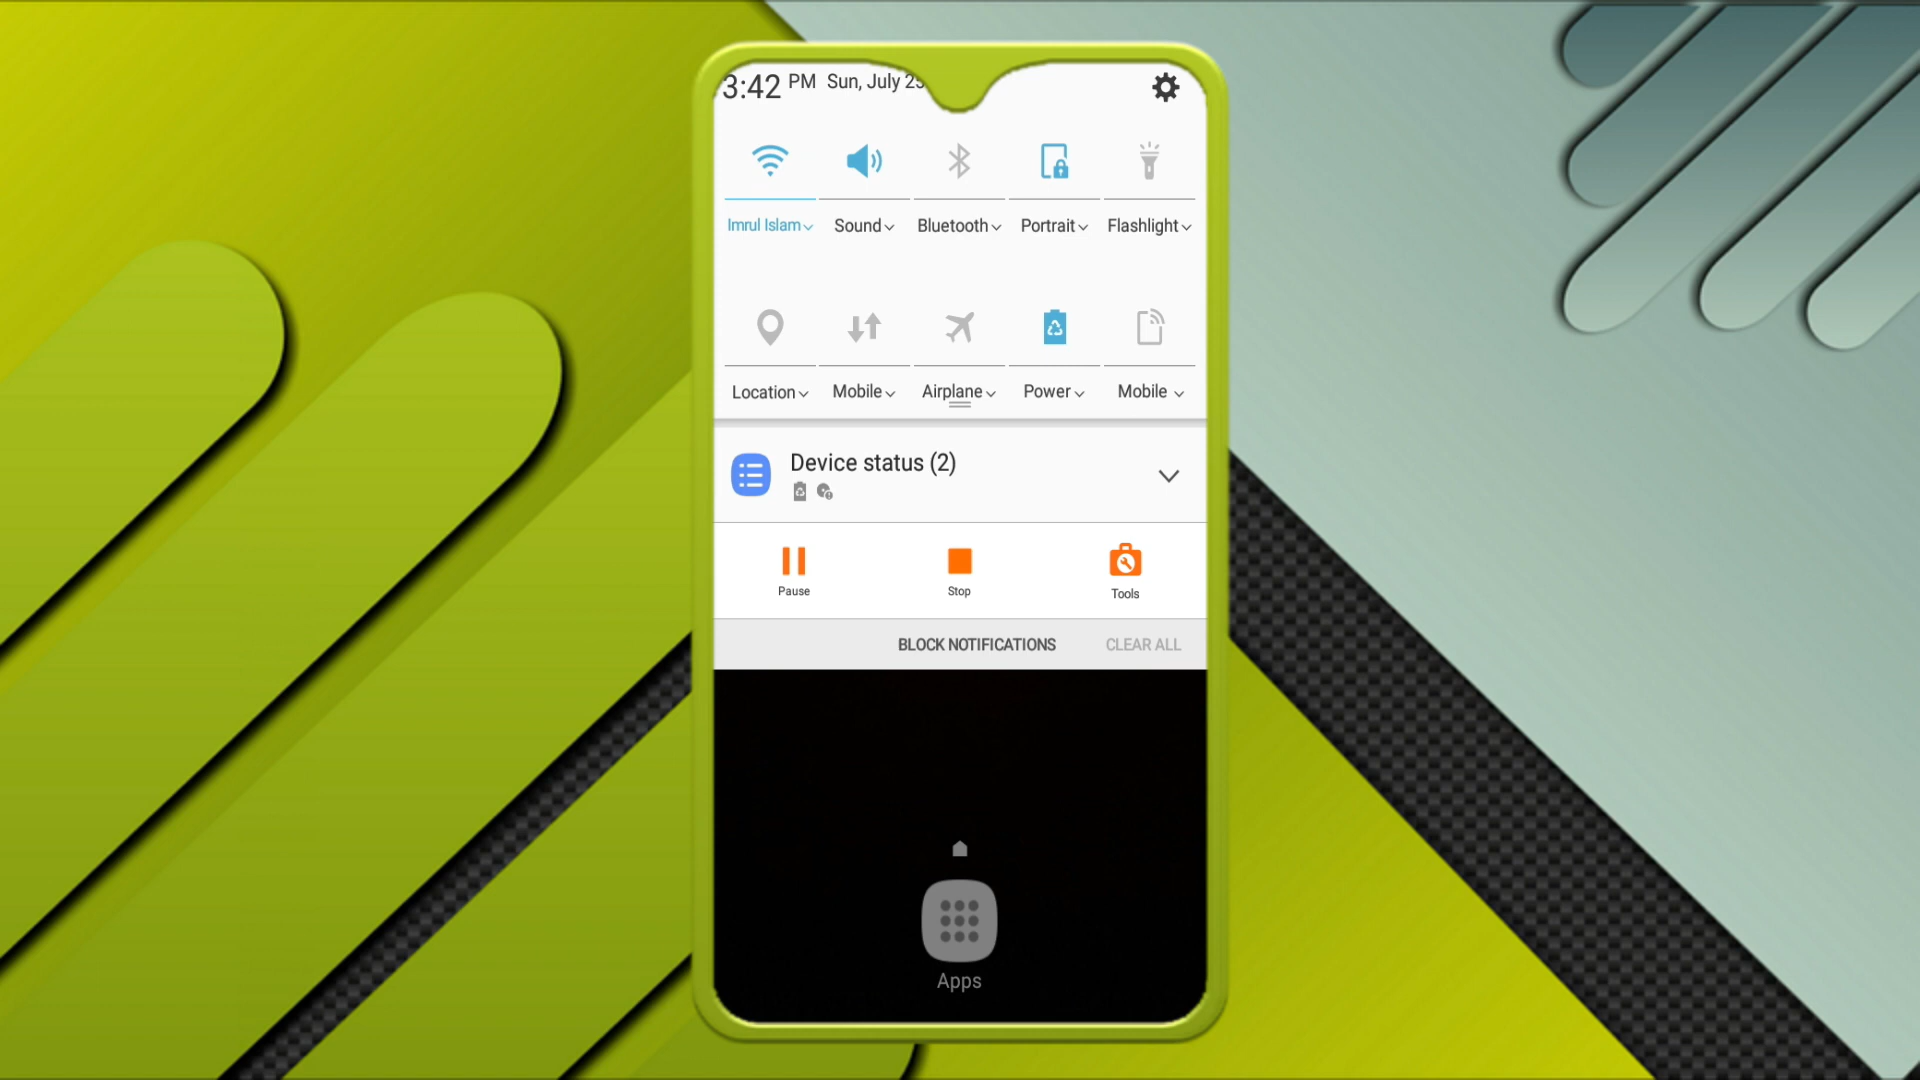 3:42 PM Sun, July 25
Imrul Islam Sound Bluetooth Portrait Flashlight
Location Mobile Airplane Power Mobile
Device status (2)
Pause Stop Tools
BLOCK NOTIFICATIONS CLEAR ALL
Apps